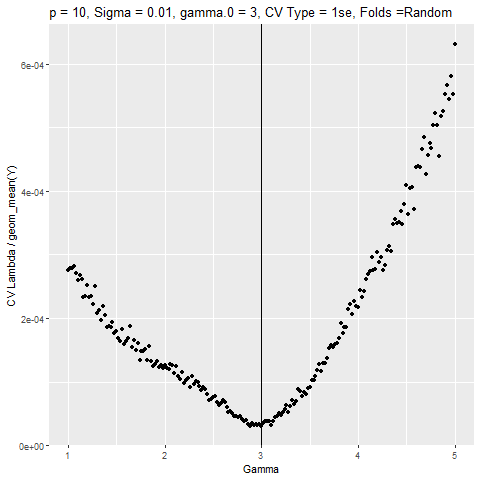 p = 10, Sigma = 0.01, gamma.0 = 3, CV Type = 1se, Folds =Random
6e-04
4e-04
2e-04
0e+00
CV Lambda / geom_mean(Y)
1
2
3
4
5
Gamma